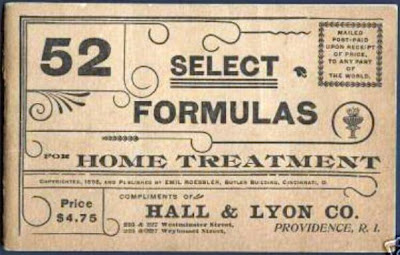 52
SELECT
FORMULAS
MAILED
POST-PAID
UPON RECEIPT
OF PRICE,
TO ANY PART
OF
THE WORLD.
FOR HOME TREATMENT
COPYRIGHTED, 1898, AND PUBLISHED BY EMIL ROESSLER, BUTLER BUILDING, CINCINNATI, O.
Price
$4.75
COMPLIMENTS OF
HALL & LYON CO.
Westminster Street,
Weybosset Street,
PROVIDENCE, R. I.